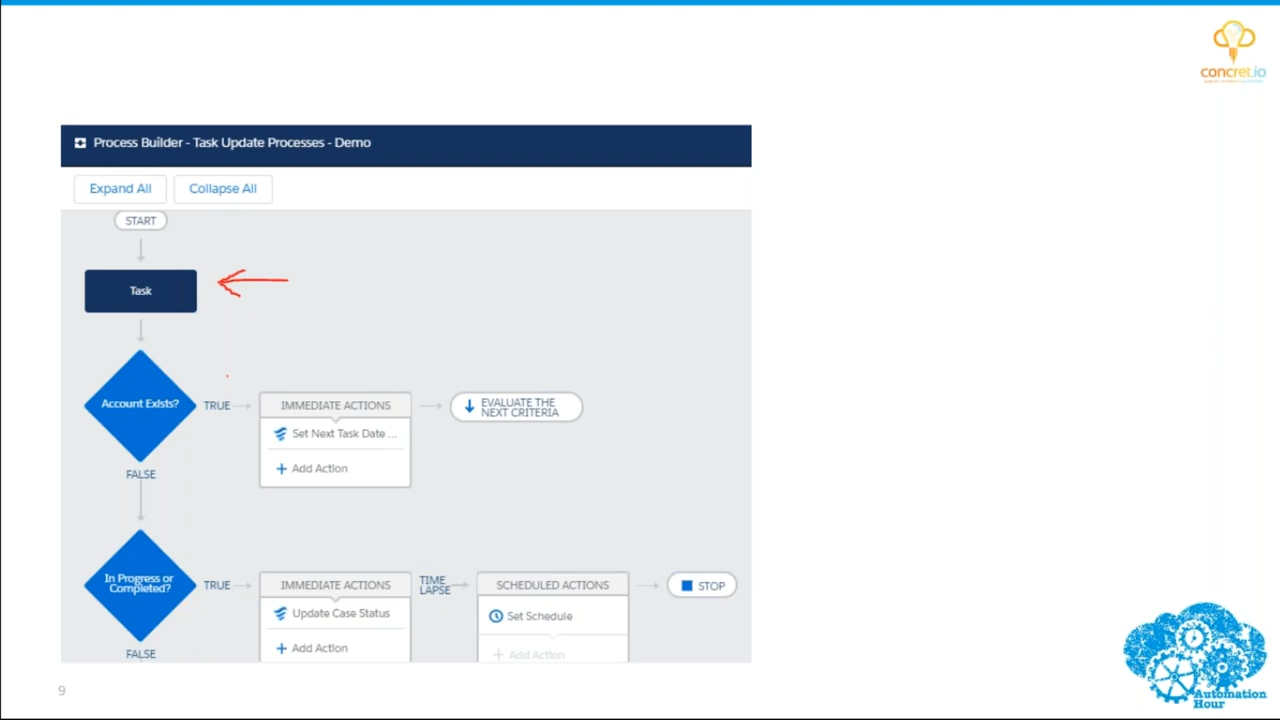 concret.io
Process Builder - Task Update Processes - Demo
Expand All
Collapse All
START
Task
Account Exists?
TRUE
IMMEDIATE ACTIONS
EVALUATE THE
NEXT CRITERIA
Set Next Task Date ...
+ Add Action
FALSE
In Progress or
Completed?
TRUE
IMMEDIATE ACTIONS
TIME
LAPSE
SCHEDULED ACTIONS
STOP
Update Case Status
Set Schedule
+ Add Action
+ Add Action
FALSE
9
Automation
Hour